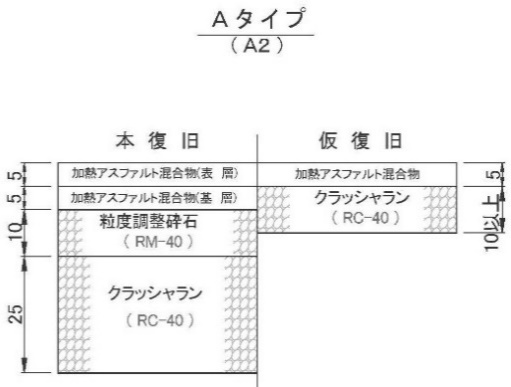 Aタイプ
(A2)
本復旧
仮復旧
5
加熱アスファルト混合物(表 層)
加熱アスファルト混合物
5
5
加熱アスファルト混合物(基 層)
クラッシャラン
(RC-40)
10以上
10
粒度調整砕石
(RM-40)
25
クラッシャラン
(RC-40)